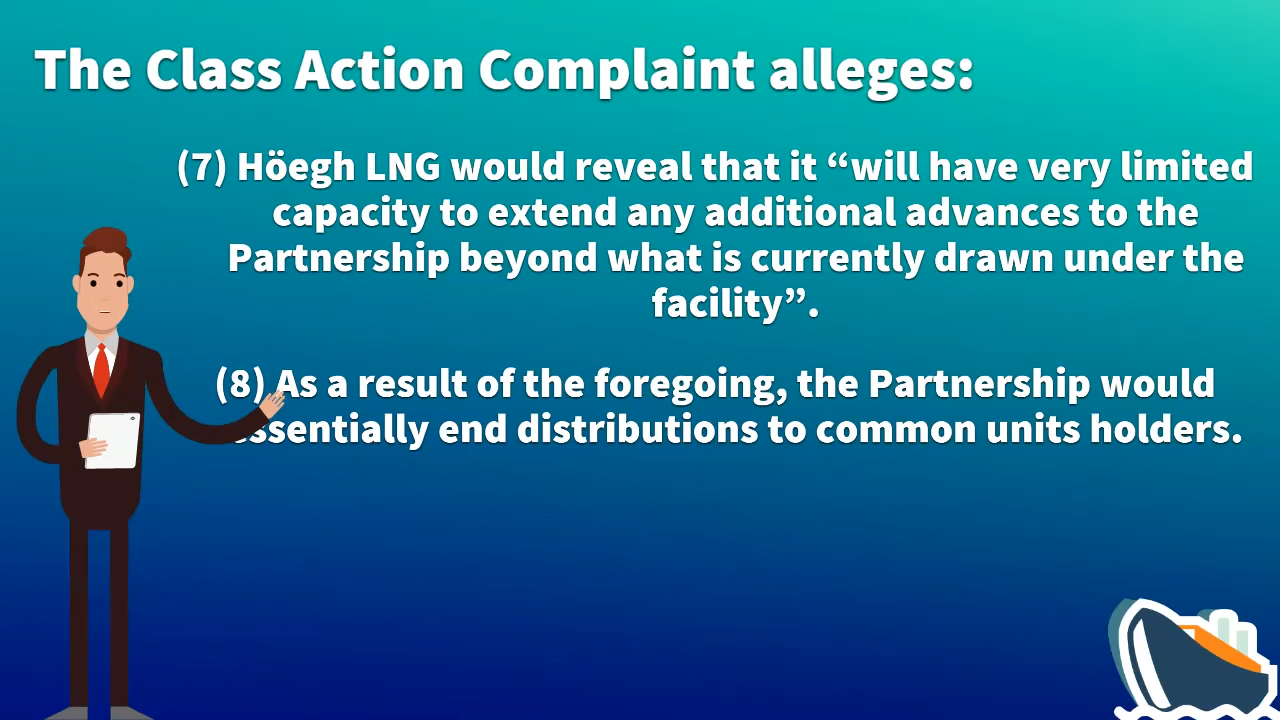 The Class Action Complaint alleges:
(7) Höegh LNG would reveal that it “will have very limited
capacity to extend any additional advances to the
Partnership beyond what is currently drawn under the
facility”.
(8) As a result of the foregoing, the Partnership would
essentially end distributions to common units holders.